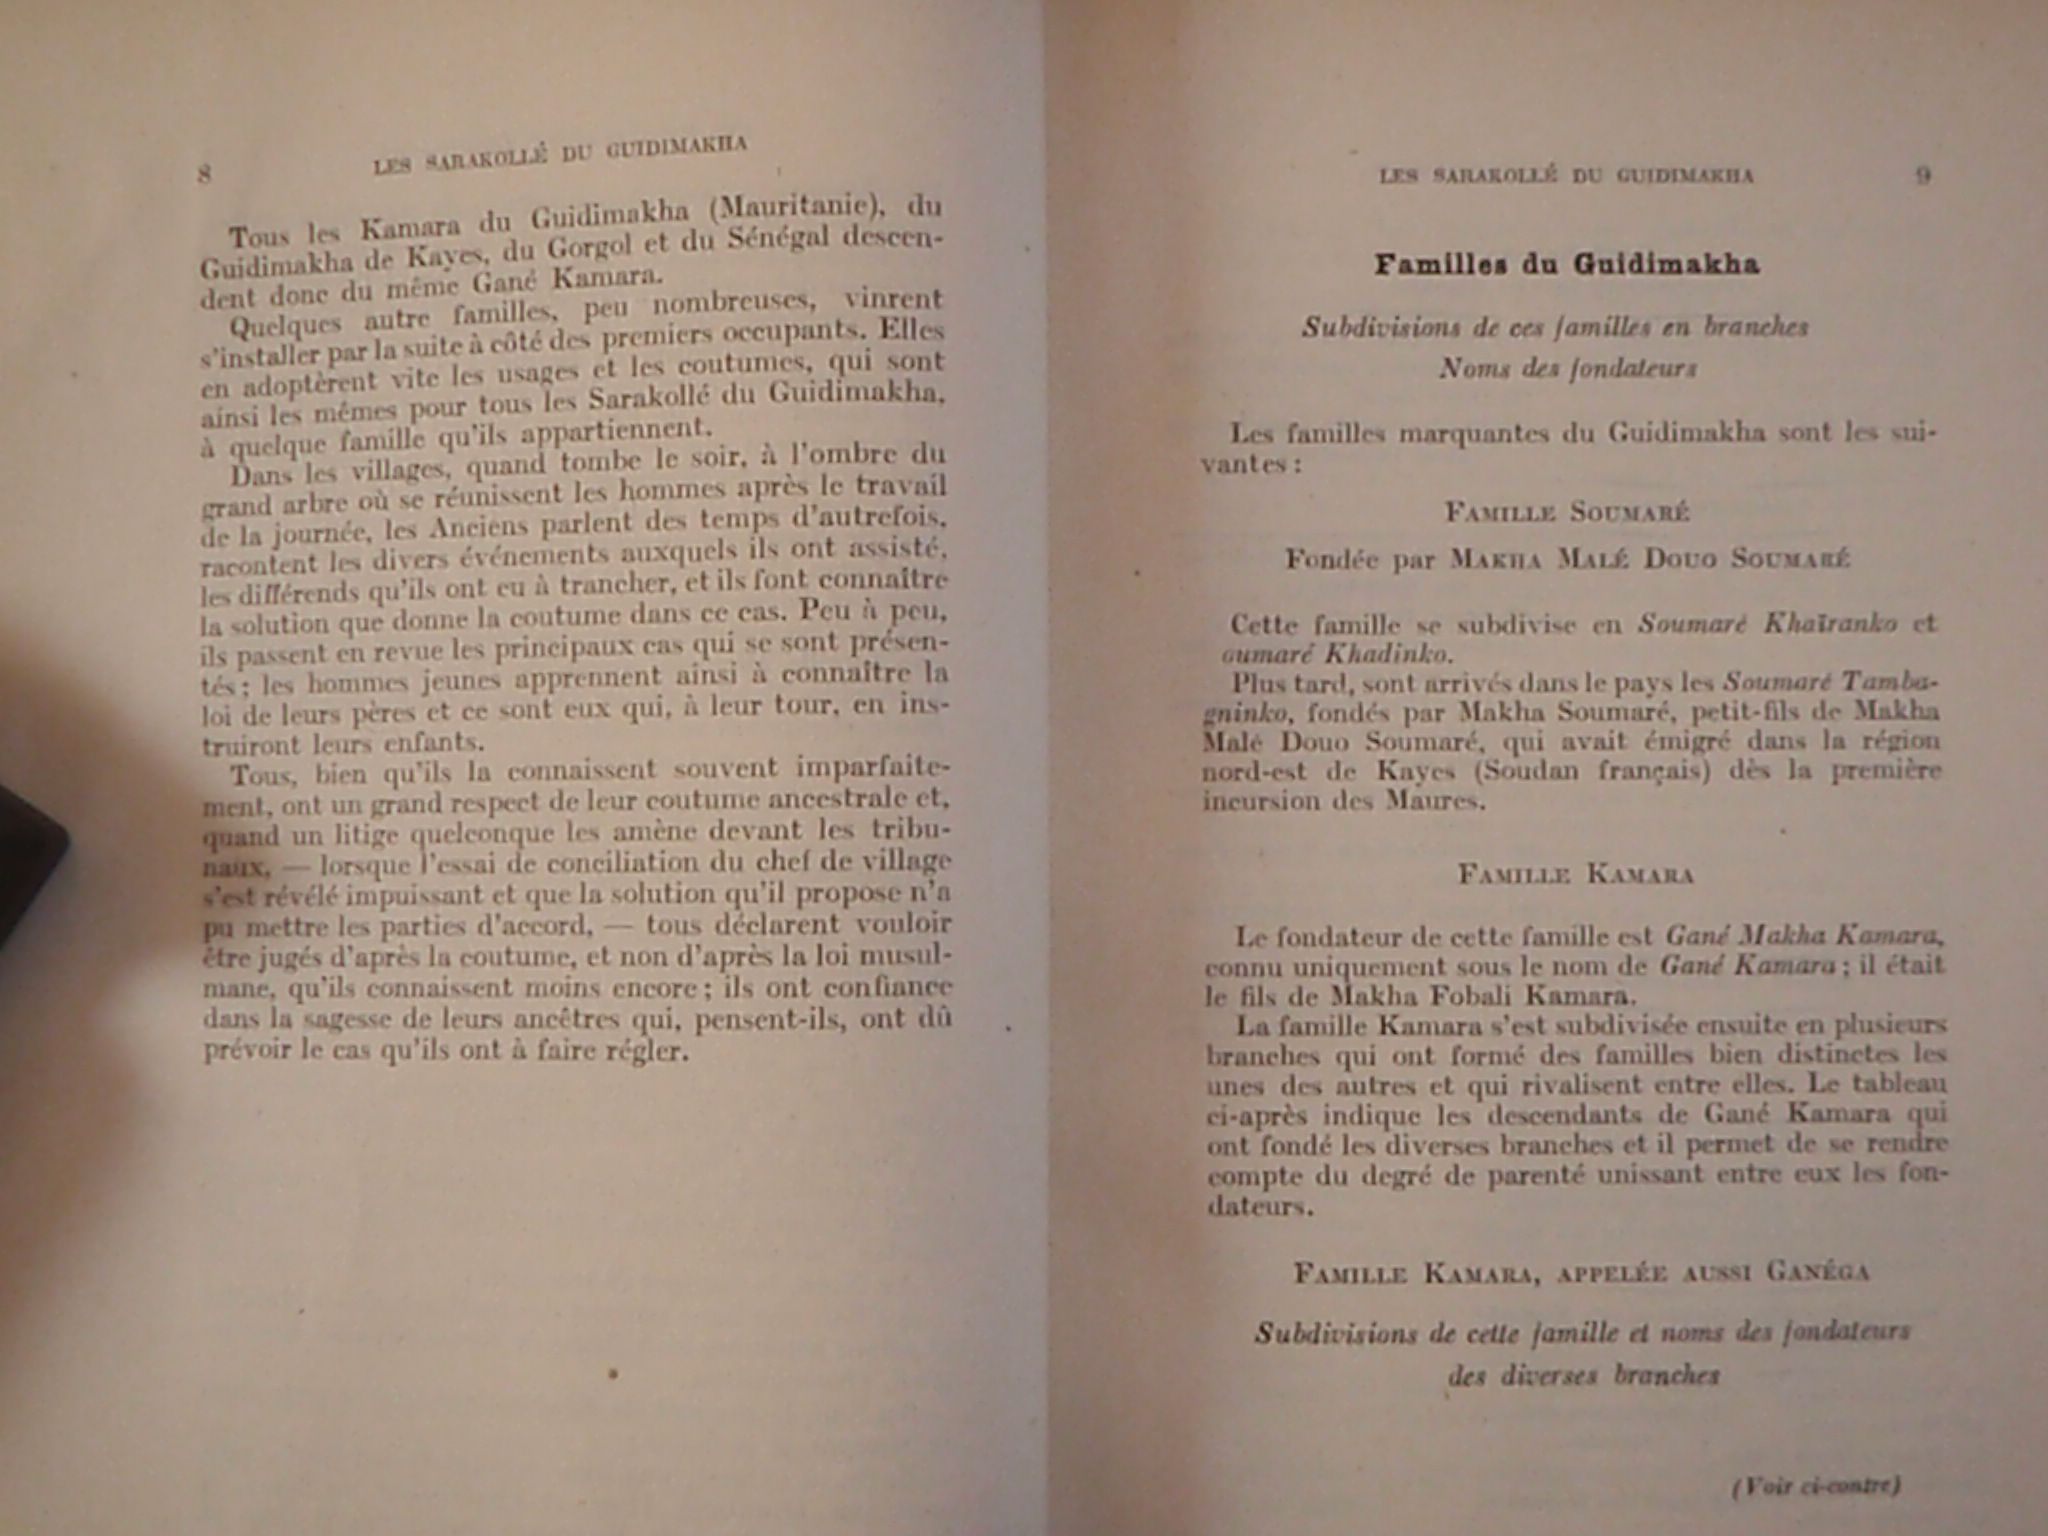 8 LES SARAKOLLÉ DU GUIDIMAKHA
Tous les Kamara du Guidimakha (Mauritanie), du
Guidimakha de Kayes, du Gorgol et du Sénégal descen-
dent donc du même Gané Kamara.
Quelques autre familles, peu nombreuses, vinrent
s'installer par la suite à côté des premiers occupants. Elles
en adoptèrent vite les usages et les coutumes, qui sont
ainsi les mêmes pour tous les Sarakollé du Guidimakha,
à quelque famille qu'ils appartiennent.
Dans les villages, quand tombe le soir, à l'ombre du
grand arbre où se réunissent les hommes après le travail
de la journée, les Anciens parlent des temps d'autrefois,
racontent les divers événements auxquels ils ont assisté,
les différends qu'ils ont eu à trancher, et ils font connaître
la solution que donne la coutume dans ce cas. Peu à peu,
ils passent en revue les principaux cas qui se sont présen-
tés ; les hommes jeunes apprennent ainsi à connaître la
loi de leurs pères et ce sont eux qui, à leur tour, en ins-
truiront leurs enfants.
Tous, bien qu'ils la connaissent souvent imparfaite-
ment, ont un grand respect de leur coutume ancestrale et,
quand un litige quelconque les amène devant les tribu-
naux, — lorsque l'essai de conciliation du chef de village
s'est révélé impuissant et que la solution qu'il propose n'a
pu mettre les parties d'accord, — tous déclarent vouloir
être jugés d'après la coutume, et non d'après la loi musul-
mane, qu'ils connaissent moins encore ; ils ont confiance
dans la sagesse de leurs ancêtres qui, pensent-ils, ont dû
prévoir le cas qu'ils ont à faire régler.
LES SARAKOLLÉ DU GUIDIMAKHA 9
Familles du Guidimakha
Subdivisions de ces familles en branches
Noms des fondateurs
Les familles marquantes du Guidimakha sont les sui-
vantes :
FAMILLE SOUMARÉ
Fondée par MAKHA MALÉ DOUO SOUMARÉ
Cette famille se subdivise en Soumaré Khaïranko et
oumaré Khadinko.
Plus tard, sont arrivés dans le pays les Soumaré Tamba-
gninko, fondés par Makha Soumaré, petit-fils de Makha
Malé Douo Soumaré, qui avait émigré dans la région
nord-est de Kayes (Soudan français) dès la première
incursion des Maures.
FAMILLE KAMARA
Le fondateur de cette famille est Gané Makha Kamara,
connu uniquement sous le nom de Gané Kamara ; il était
le fils de Makha Fobali Kamara.
La famille Kamara s'est subdivisée ensuite en plusieurs
branches qui ont formé des familles bien distinctes les
unes des autres et qui rivalisent entre elles. Le tableau
ci-après indique les descendants de Gané Kamara qui
ont fondé les diverses branches et il permet de se rendre
compte du degré de parenté unissant entre eux les fon-
dateurs.
FAMILLE KAMARA, APPELÉE AUSSI GANÉGA
Subdivisions de cette famille et noms des fondateurs
des diverses branches
(Voir ci-contre)